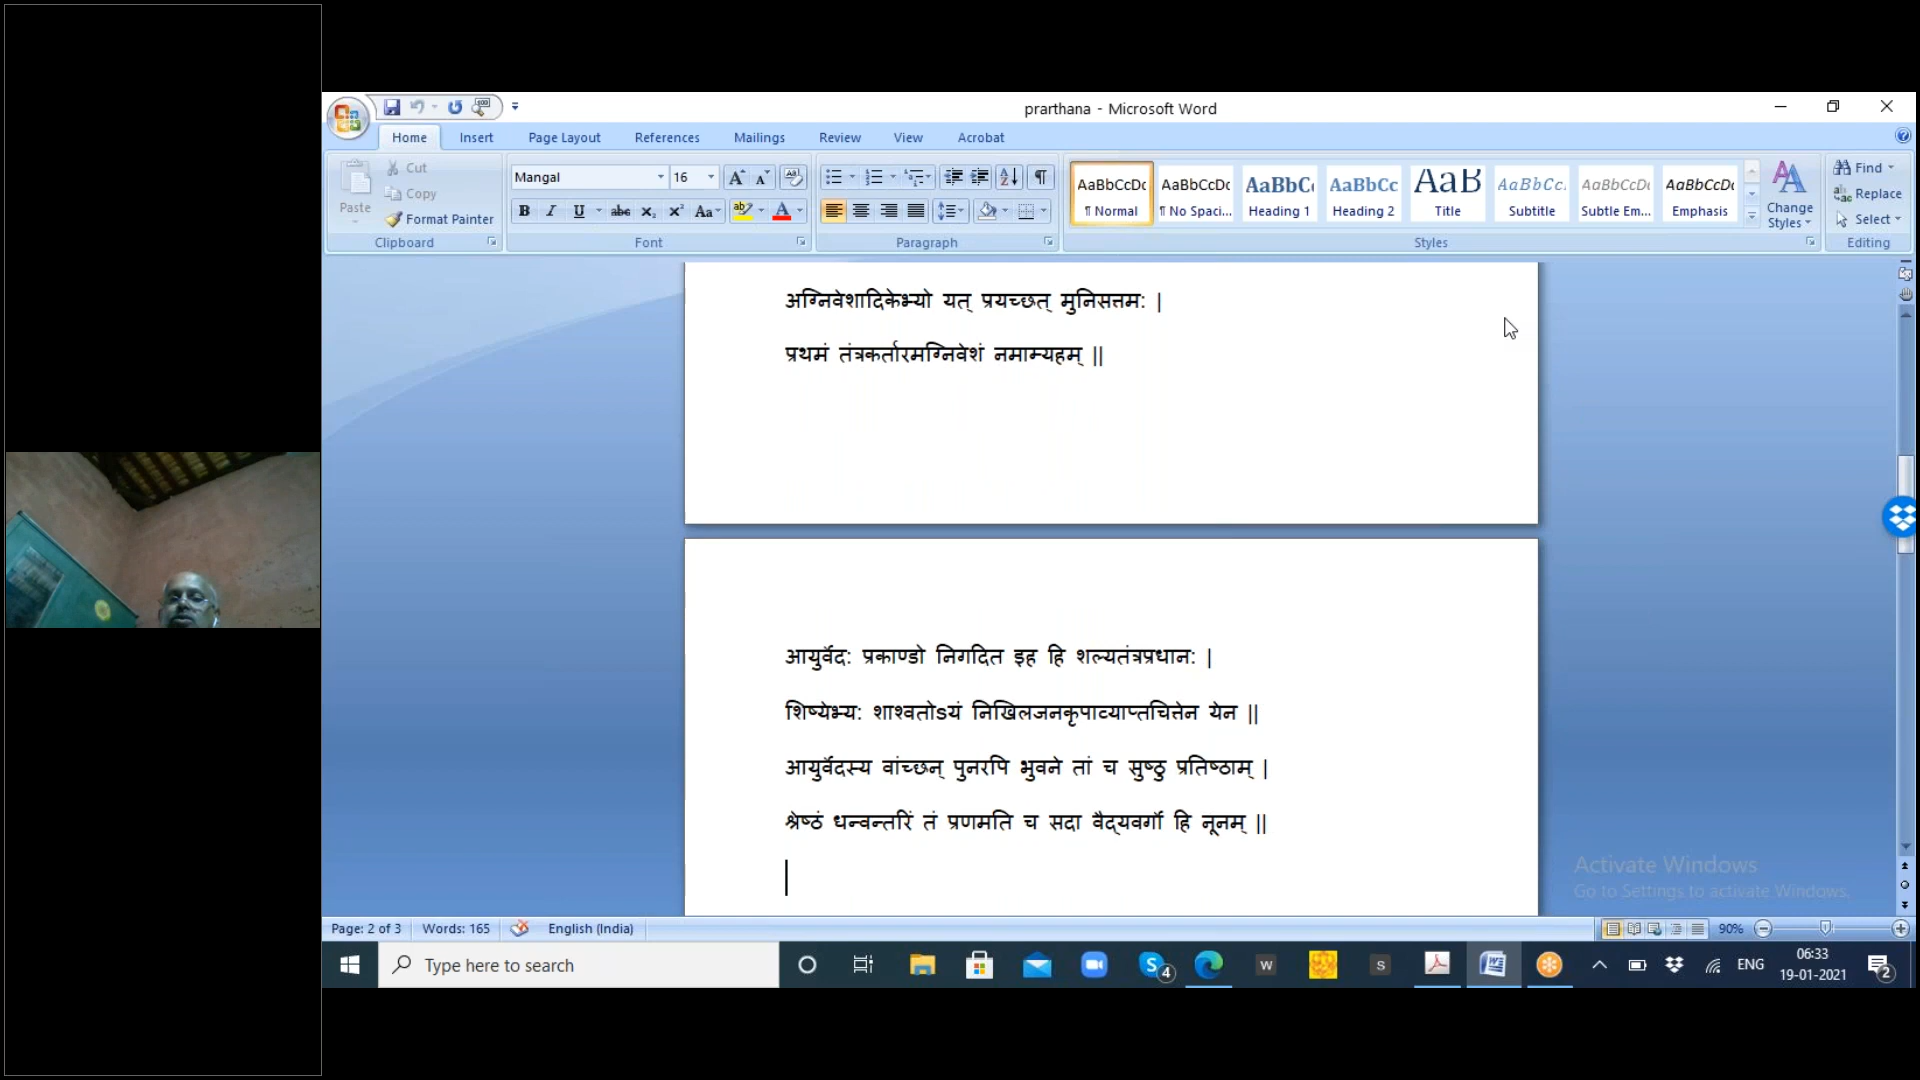 prarthana - Microsoft Word
Home Insert Page Layout References Mailings Review View Acrobat
Paste
Cut
Copy
Format Painter
Clipboard
Mangal 16
Font
Paragraph
AaBbCcDc AaBbCcDc AaBbC AaBbCc AaB AaBbCc. AaBbCcDc AaBbCcDc
¶ Normal ¶ No Spaci... Heading 1 Heading 2 Title Subtitle Subtle Em... Emphasis
Styles
Change Styles
Find
Replace
Select
Editing
अग्निवेशादिकेभ्यो यत् प्रयच्छत् मुनिसत्तम: |
प्रथमं तंत्रकर्तारमग्निवेशं नमाम्यहम् ||
आयुर्वेद: प्रकाण्डो निगदित इह हि शल्यतंत्रप्रधान: |
शिष्येभ्य: शाश्वतोऽयं निखिलजनकृपाव्याप्तचित्तेन येन ||
आयुर्वेदस्य वांच्छन् पुनरपि भुवने तां च सुष्ठु प्रतिष्ठाम् |
श्रेष्ठं धन्वन्तरिं तं प्रणमति च सदा वैद्यवर्गो हि नूनम् ||
Activate Windows
Go to Settings to activate Windows.
Page: 2 of 3 Words: 165 English (India) 90%
Type here to search
4
W
S
ENG
06:33
19-01-2021
2